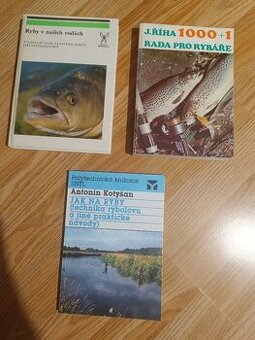 Ryby v našich vodách
J. ŘÍHA 1000+1
RADA PRO RYBÁŘE
Polytechnická knižnice
SNTL
Antonín Kotyšan
JAK NA RYBY
(technika rybolovu
a jiné praktické
návody)